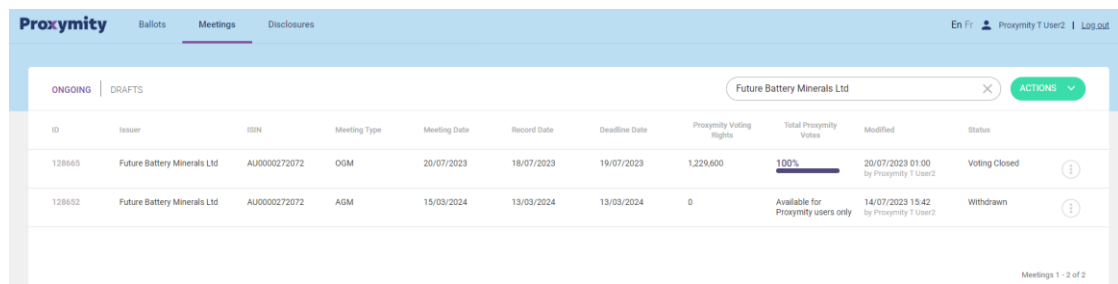 Proxymity Ballots Meetings Disclosures En Fr Proxymity T User2 | Log out
ONGOING | DRAFTS Future Battery Minerals Ltd ACTIONS
ID Issuer ISIN Meeting Type Meeting Date Record Date Deadline Date Proxymity Voting Rights Total Proxymity Votes Modified Status
128665 Future Battery Minerals Ltd AU0000272072 OGM 20/07/2023 18/07/2023 19/07/2023 1,229,600 100% 20/07/2023 01:00 Voting Closed
by Proxymity T User2
128652 Future Battery Minerals Ltd AU0000272072 AGM 15/03/2024 13/03/2024 13/03/2024 0 Available for Proxymity users only 14/07/2023 15:42 Withdrawn
by Proxymity T User2
Meetings 1 - 2 of 2